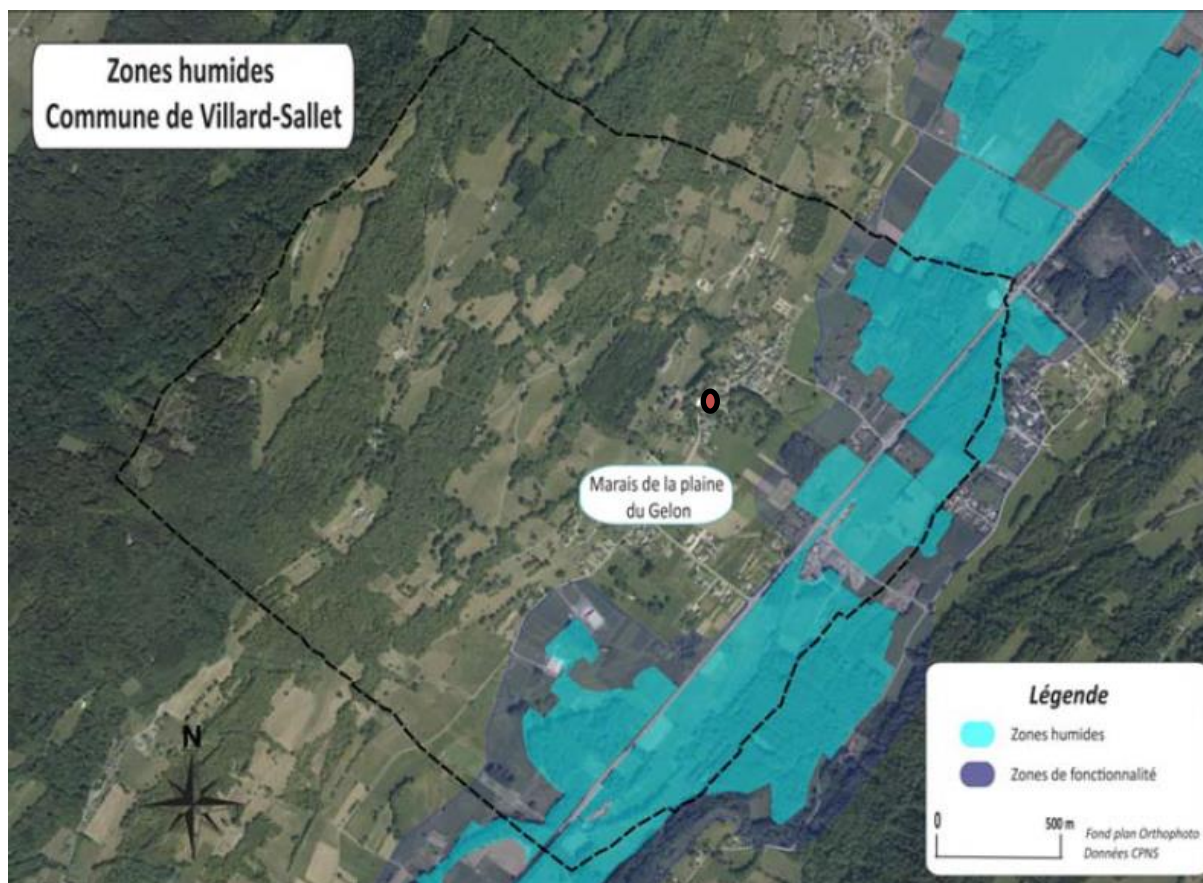 Zones humides
Commune de Villard-Sallet
Marais de la plaine
du Gelon
N
Légende
Zones humides
Zones de fonctionnalité
0
500 m
Fond plan Orthophoto
Données CPNS